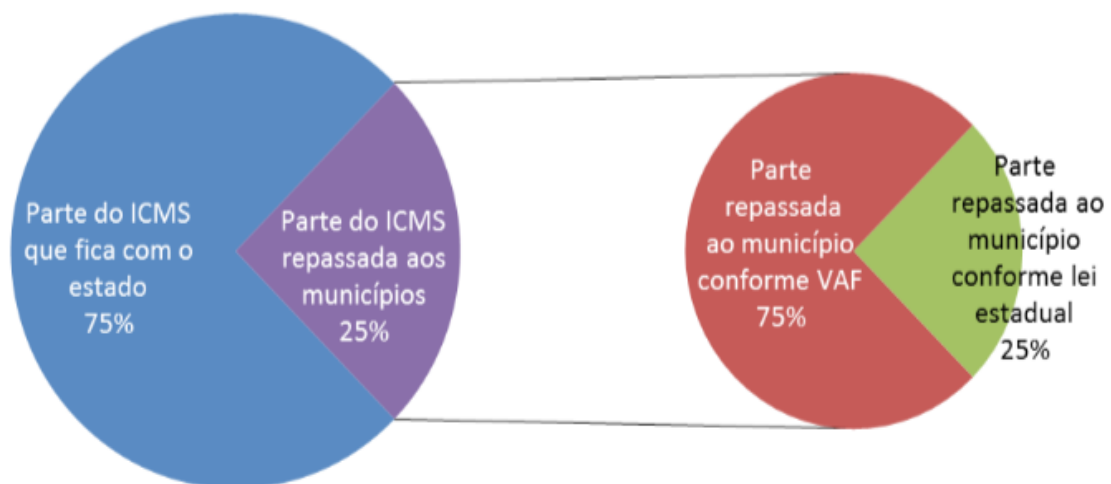 Parte do ICMS
que fica com o
estado
75%
Parte do ICMS
repassada aos
municípios
25%
Parte
repassada
ao município
conforme VAF
75%
Parte
repassada ao
município
conforme lei
estadual
25%